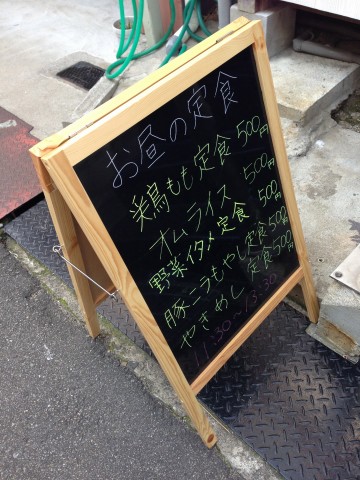 お昼の定食
鶏もも定食 500円
オムライス 500円
野菜イタメ定食 500円
豚バラもやし定食 500円
やきめし定食 500円
11:30~13:30